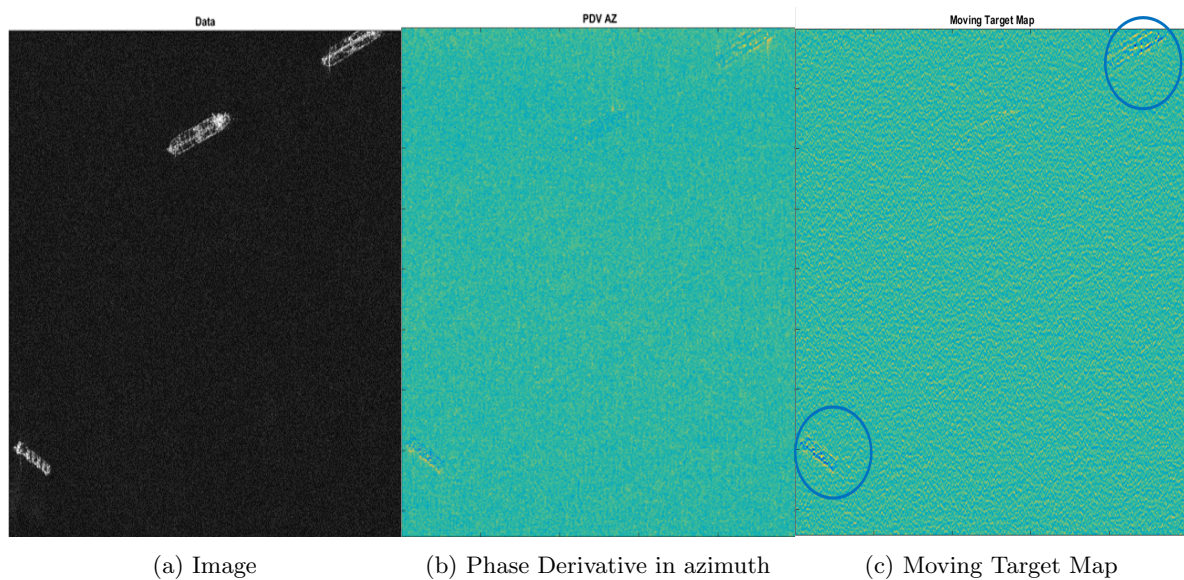 Data
PDV AZ
Moving Target Map
(a) Image
(b) Phase Derivative in azimuth
(c) Moving Target Map